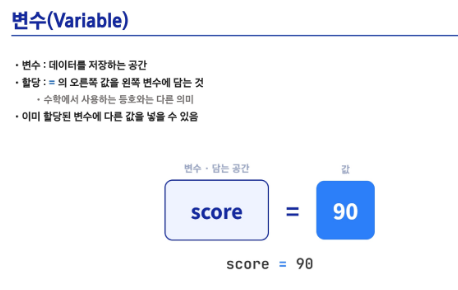 변수(Variable)
• 변수 : 데이터를 저장하는 공간
• 할당 : = 의 오른쪽 값을 왼쪽 변수에 담는 것
• 수학에서 사용하는 등호와는 다른 의미
• 이미 할당된 변수에 다른 값을 넣을 수 있음
변수 · 담는 공간 값
score = 90
score = 90